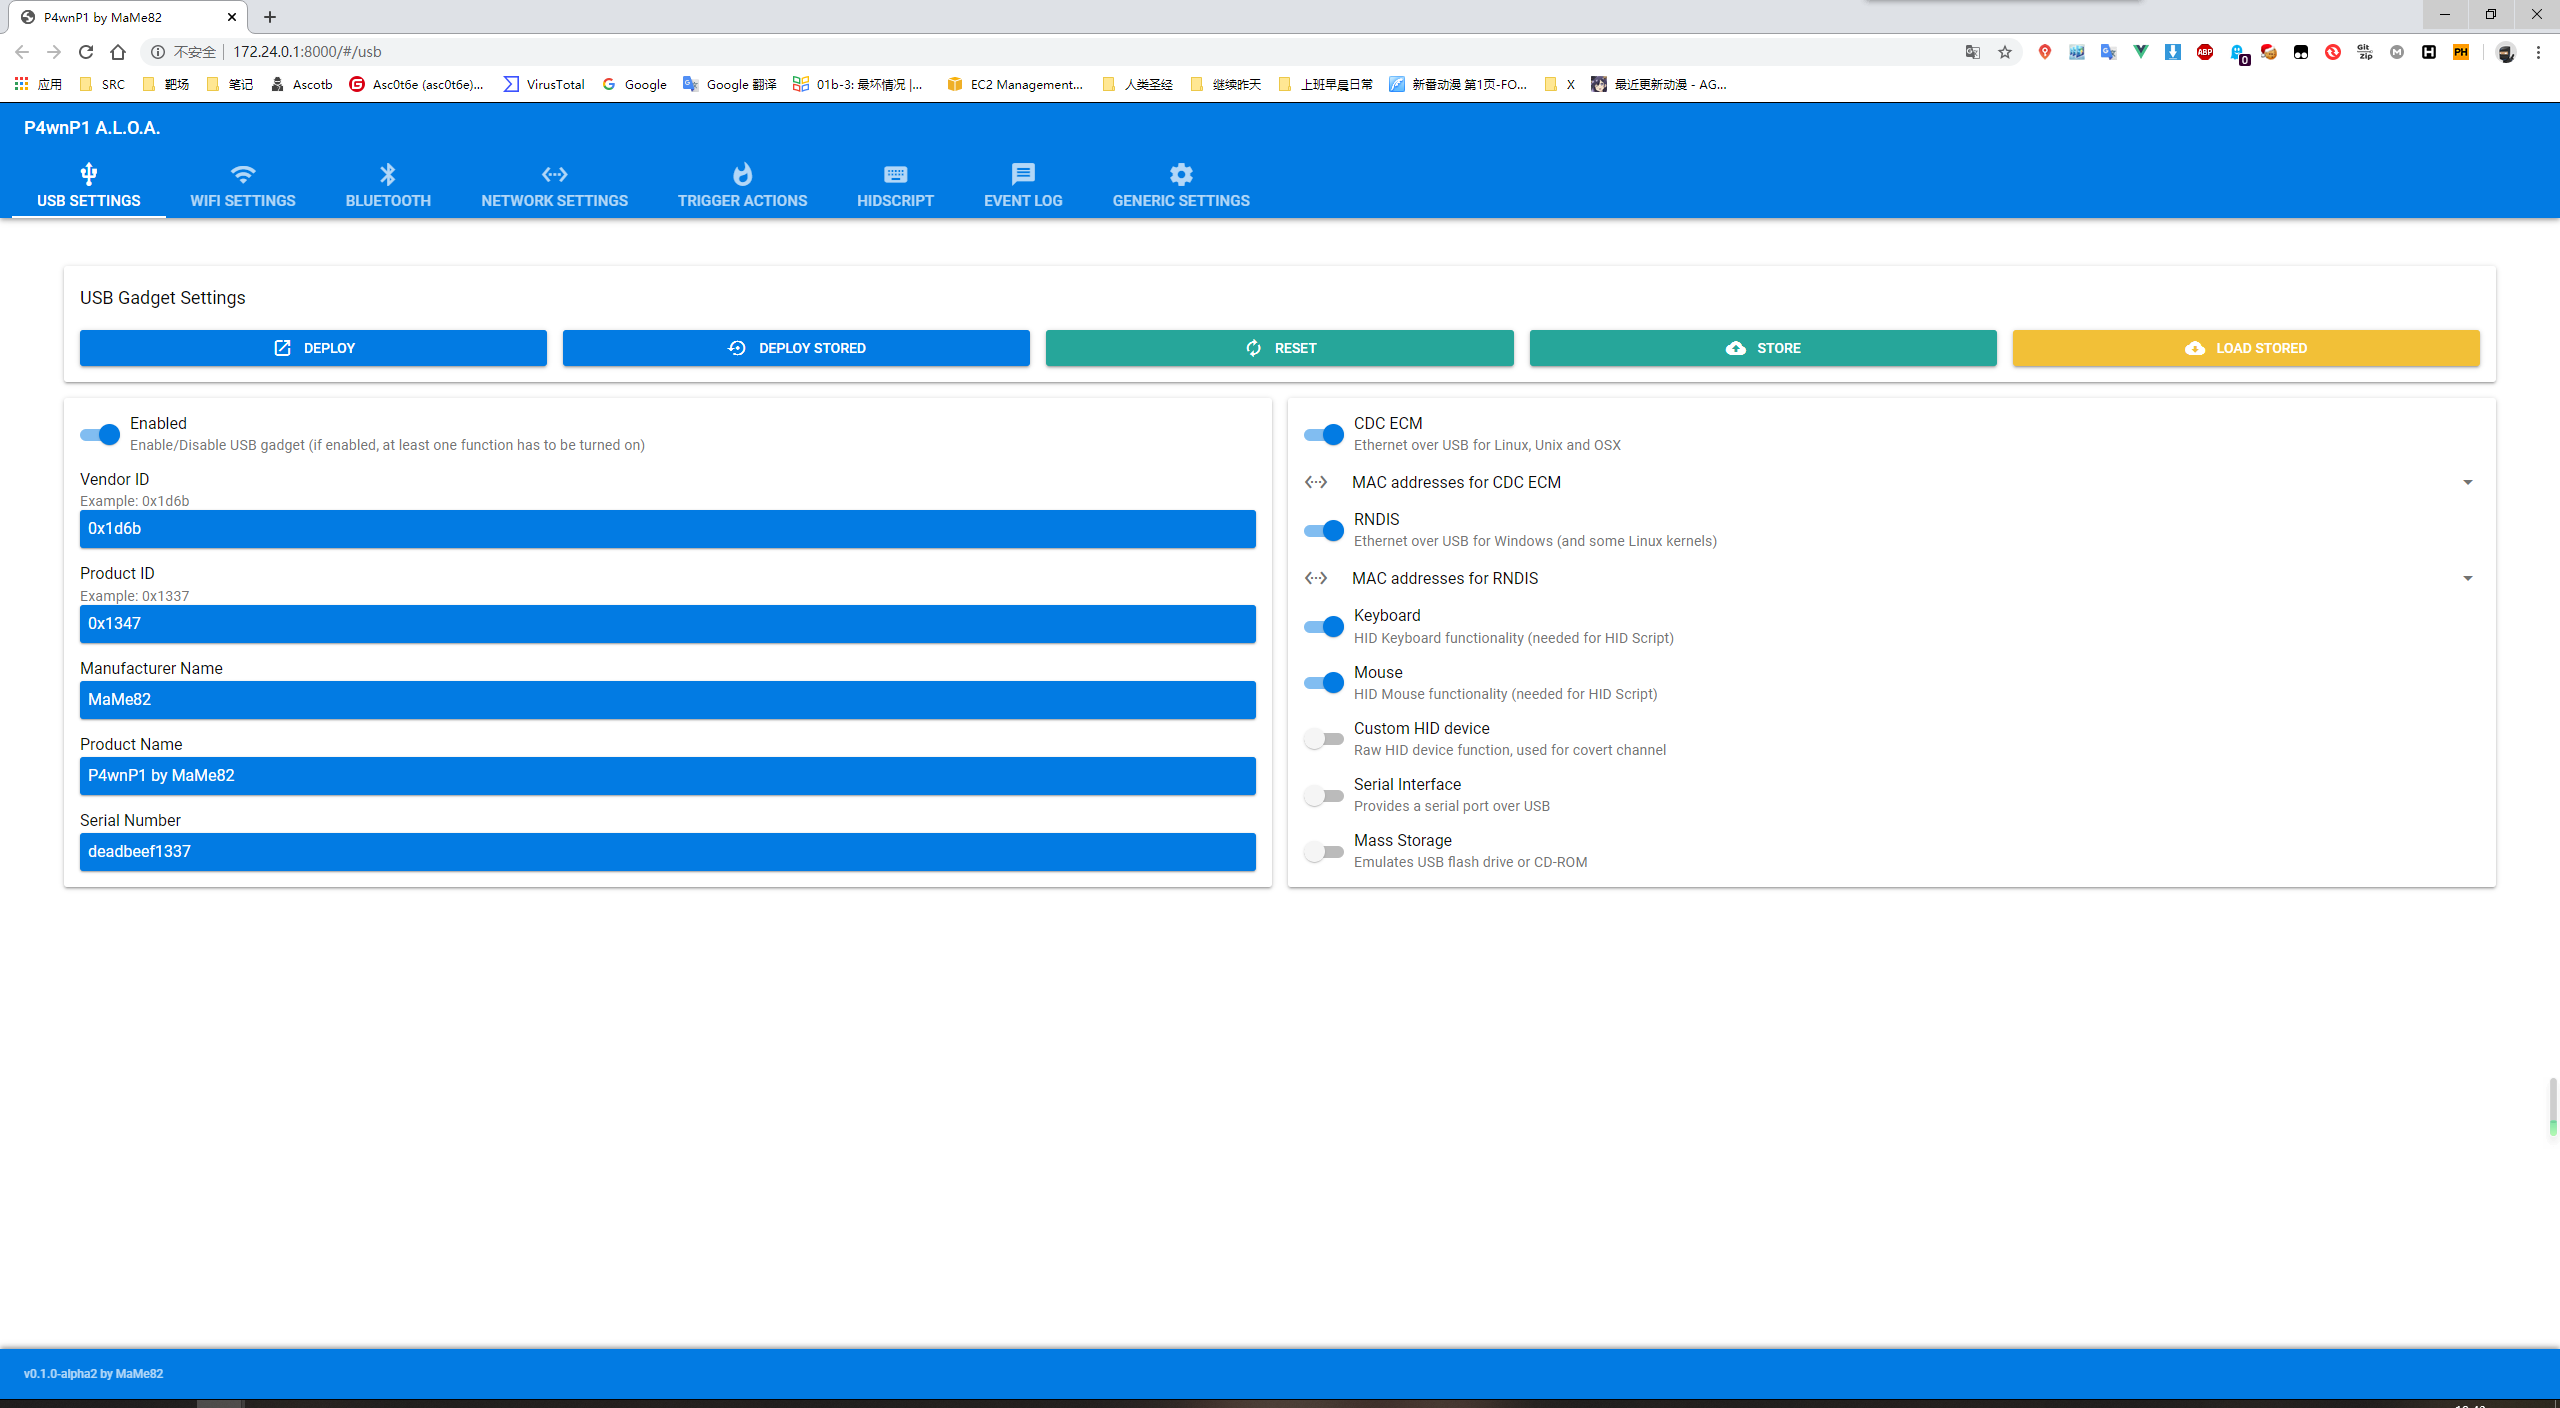 P4wnP1 by MaMe82
不安全 172.24.0.1:8000/#/usb
应用 SRC 靶场 笔记 Ascotb Asc0t6e (asc0t6e)... VirusTotal Google Google 翻译 01b-3: 最坏情况 |... EC2 Management... 人类圣经 继续昨天 上班早晨日常 新番动漫 第1页-FO... X 最近更新动漫 - AG...
P4wnP1 A.L.O.A.
USB SETTINGS WIFI SETTINGS BLUETOOTH NETWORK SETTINGS TRIGGER ACTIONS HIDSCRIPT EVENT LOG GENERIC SETTINGS
USB Gadget Settings
DEPLOY DEPLOY STORED RESET STORE LOAD STORED
Enabled
Enable/Disable USB gadget (if enabled, at least one function has to be turned on)
Vendor ID
Example: 0x1d6b
0x1d6b
Product ID
Example: 0x1337
0x1347
Manufacturer Name
MaMe82
Product Name
P4wnP1 by MaMe82
Serial Number
deadbeef1337
CDC ECM
Ethernet over USB for Linux, Unix and OSX
MAC addresses for CDC ECM
RNDIS
Ethernet over USB for Windows (and some Linux kernels)
MAC addresses for RNDIS
Keyboard
HID Keyboard functionality (needed for HID Script)
Mouse
HID Mouse functionality (needed for HID Script)
Custom HID device
Raw HID device function, used for covert channel
Serial Interface
Provides a serial port over USB
Mass Storage
Emulates USB flash drive or CD-ROM
v0.1.0-alpha2 by MaMe82